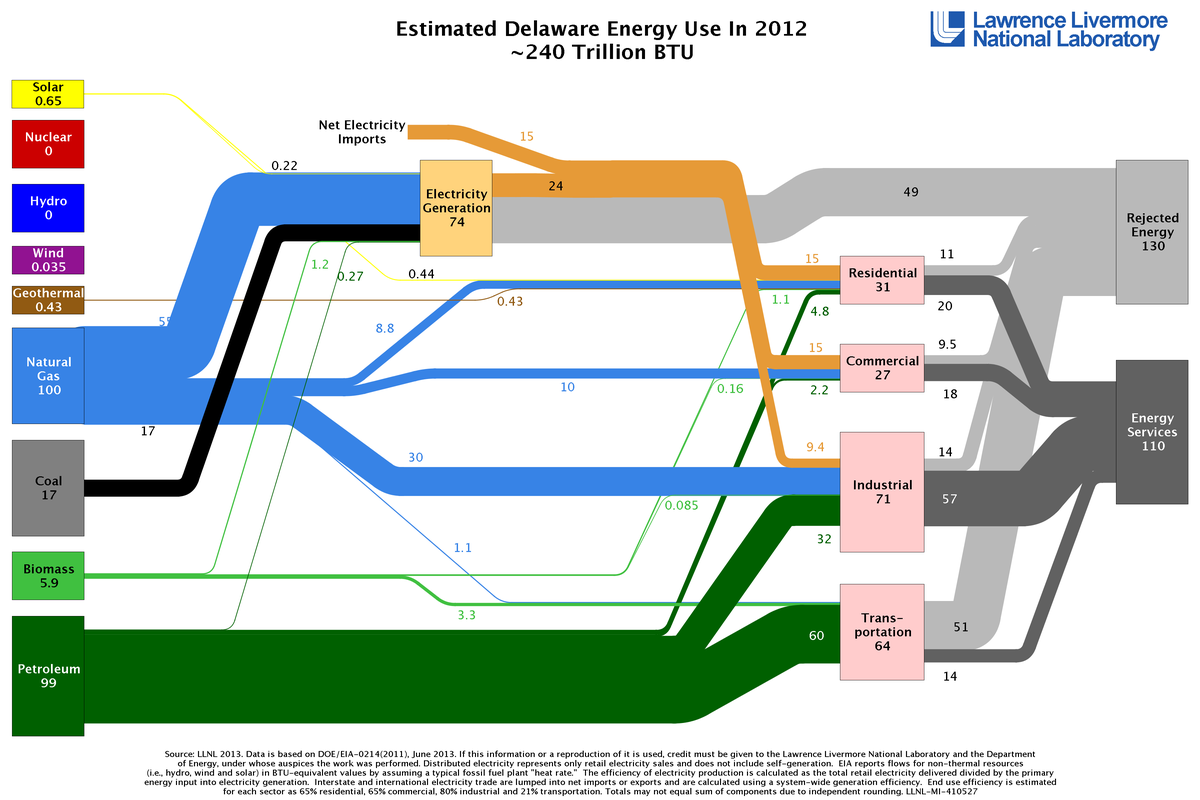 Estimated Delaware Energy Use In 2012
~240 Trillion BTU
Lawrence Livermore
National Laboratory
Solar
0.65
Nuclear
0
Hydro
0
Wind
0.035
Geothermal
0.43
Natural
Gas
100
Coal
17
Biomass
5.9
Petroleum
99
Net Electricity
Imports
15
0.22
Electricity
Generation
74
24
49
1.2
0.27
0.44
0.43
8.8
10
17
30
1.1
3.3
15
1.1
4.8
Residential
31
11
20
15
0.16
2.2
Commercial
27
9.5
18
9.4
0.085
32
Industrial
71
14
57
60
Trans-
portation
64
51
14
Rejected
Energy
130
Energy
Services
110
Source: LLNL 2013. Data is based on DOE/EIA-0214(2011), June 2013. If this information or a reproduction of it is used, credit must be given to the Lawrence Livermore National Laboratory and the Department
of Energy, under whose auspices the work was performed. Distributed electricity represents only retail electricity sales and does not include self-generation. EIA reports flows for non-thermal resources
(i.e., hydro, wind and solar) in BTU-equivalent values by assuming a typical fossil fuel plant "heat rate." The efficiency of electricity production is calculated as the total retail electricity delivered divided by the primary
energy input into electricity generation. Interstate and international electricity trade are lumped into net imports or exports and are calculated using a system-wide generation efficiency. End use efficiency is estimated
for each sector as 65% residential, 65% commercial, 80% industrial and 21% transportation. Totals may not equal sum of components due to independent rounding. LLNL-MI-410527